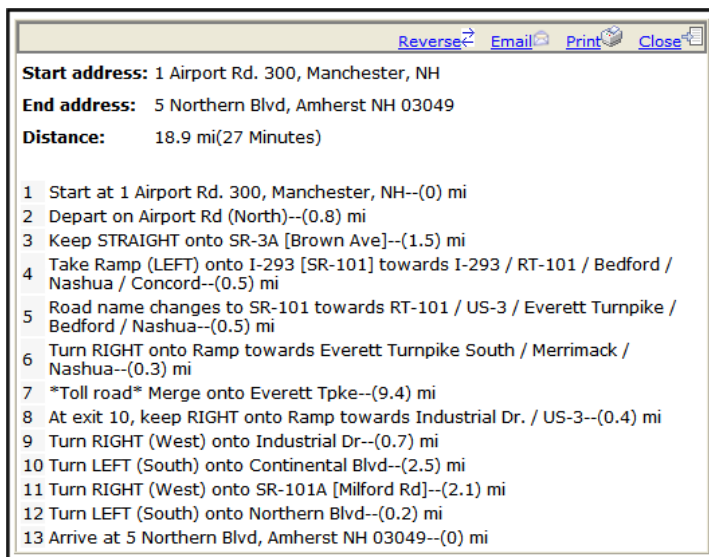 Reverse Email Print Close
Start address: 1 Airport Rd. 300, Manchester, NH
End address: 5 Northern Blvd, Amherst NH 03049
Distance: 18.9 mi(27 Minutes)
1 Start at 1 Airport Rd. 300, Manchester, NH--(0) mi
2 Depart on Airport Rd (North)--(0.8) mi
3 Keep STRAIGHT onto SR-3A [Brown Ave]--(1.5) mi
4 Take Ramp (LEFT) onto I-293 [SR-101] towards I-293 / RT-101 / Bedford /
Nashua / Concord--(0.5) mi
5 Road name changes to SR-101 towards RT-101 / US-3 / Everett Turnpike /
Bedford / Nashua--(0.5) mi
6 Turn RIGHT onto Ramp towards Everett Turnpike South / Merrimack /
Nashua--(0.3) mi
7 *Toll road* Merge onto Everett Tpke--(9.4) mi
8 At exit 10, keep RIGHT onto Ramp towards Industrial Dr. / US-3--(0.4) mi
9 Turn RIGHT (West) onto Industrial Dr--(0.7) mi
10 Turn LEFT (South) onto Continental Blvd--(2.5) mi
11 Turn RIGHT (West) onto SR-101A [Milford Rd]--(2.1) mi
12 Turn LEFT (South) onto Northern Blvd--(0.2) mi
13 Arrive at 5 Northern Blvd, Amherst NH 03049--(0) mi